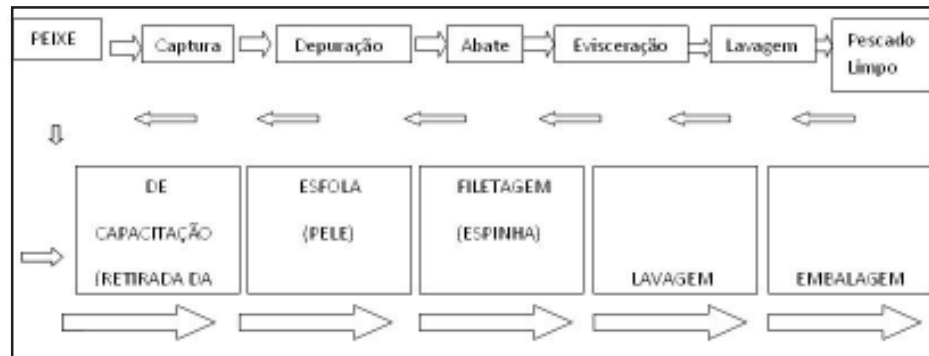 PEIXE
Captura
Depuração
Abate
Evisceração
Lavagem
Pescado
Limpo
DE
CAPACITAÇÃO
(RETIRADA DA
ESFOLA
(PELE)
FILETAGEM
(ESPINHA)
LAVAGEM
EMBALAGEM